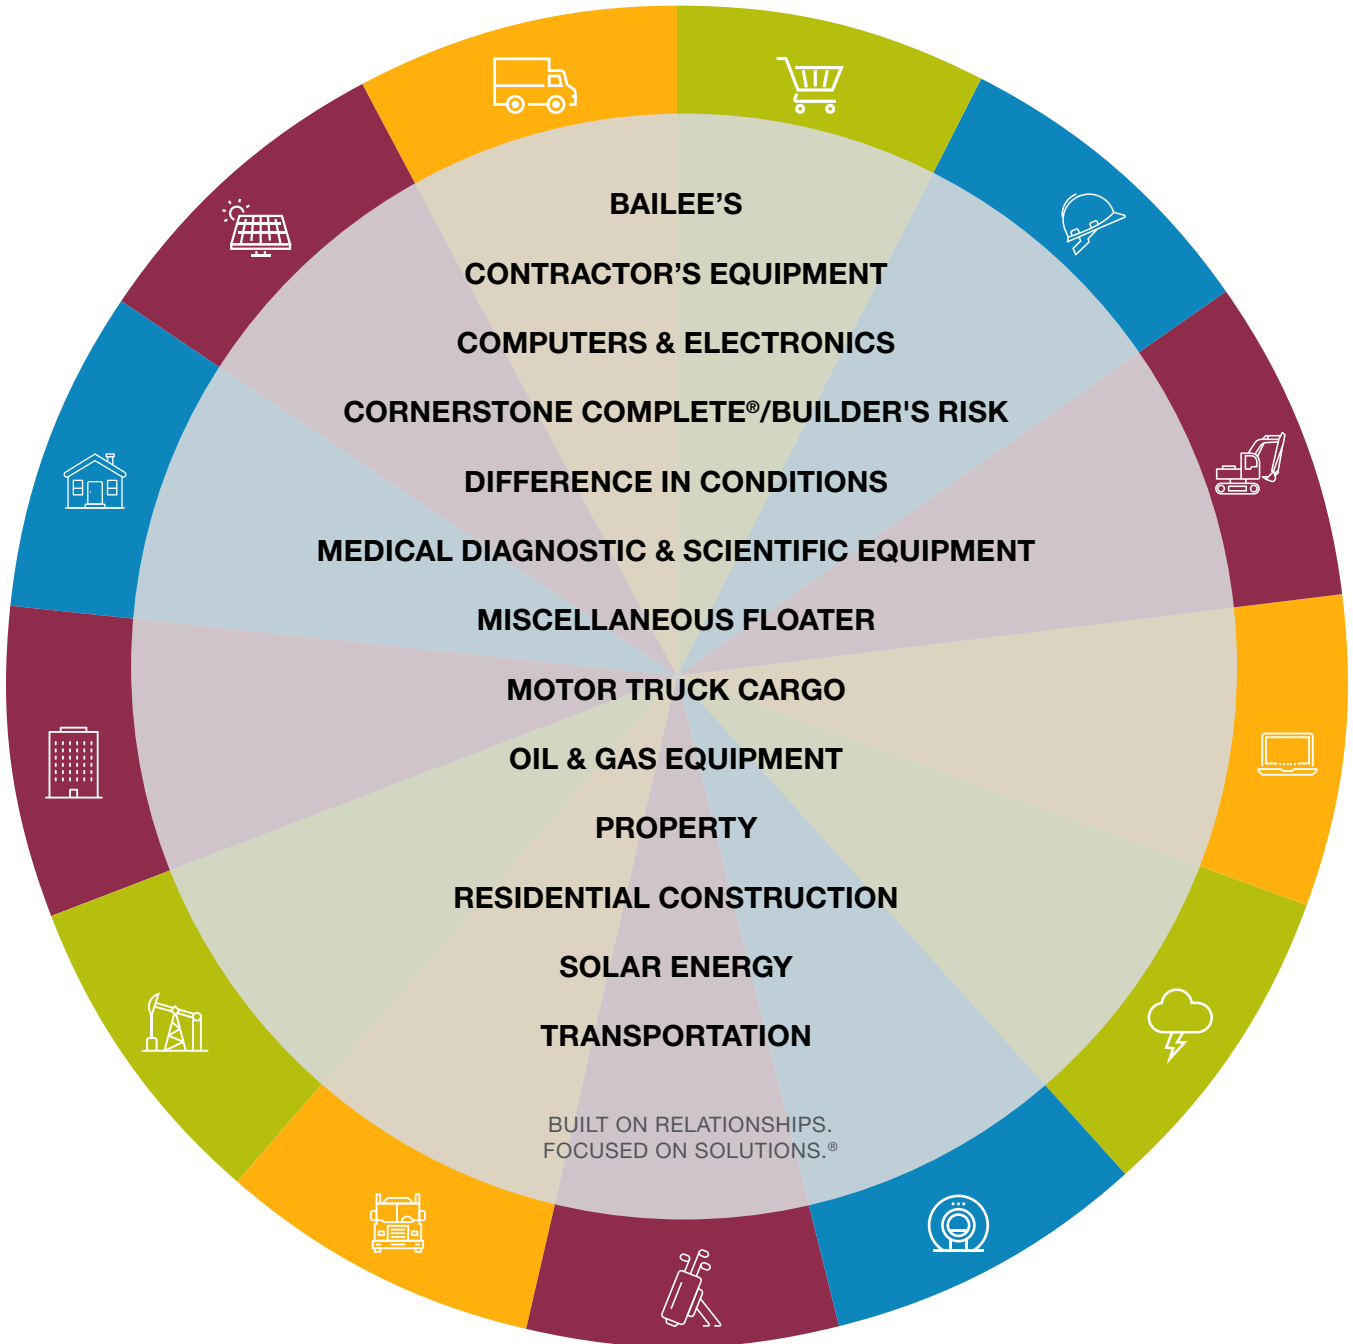 BAILEE’S
CONTRACTOR’S EQUIPMENT
COMPUTERS & ELECTRONICS
CORNERSTONE COMPLETE®/BUILDER'S RISK
DIFFERENCE IN CONDITIONS
MEDICAL DIAGNOSTIC & SCIENTIFIC EQUIPMENT
MISCELLANEOUS FLOATER
MOTOR TRUCK CARGO
OIL & GAS EQUIPMENT
PROPERTY
RESIDENTIAL CONSTRUCTION
SOLAR ENERGY
TRANSPORTATION
BUILT ON RELATIONSHIPS.
FOCUSED ON SOLUTIONS.®